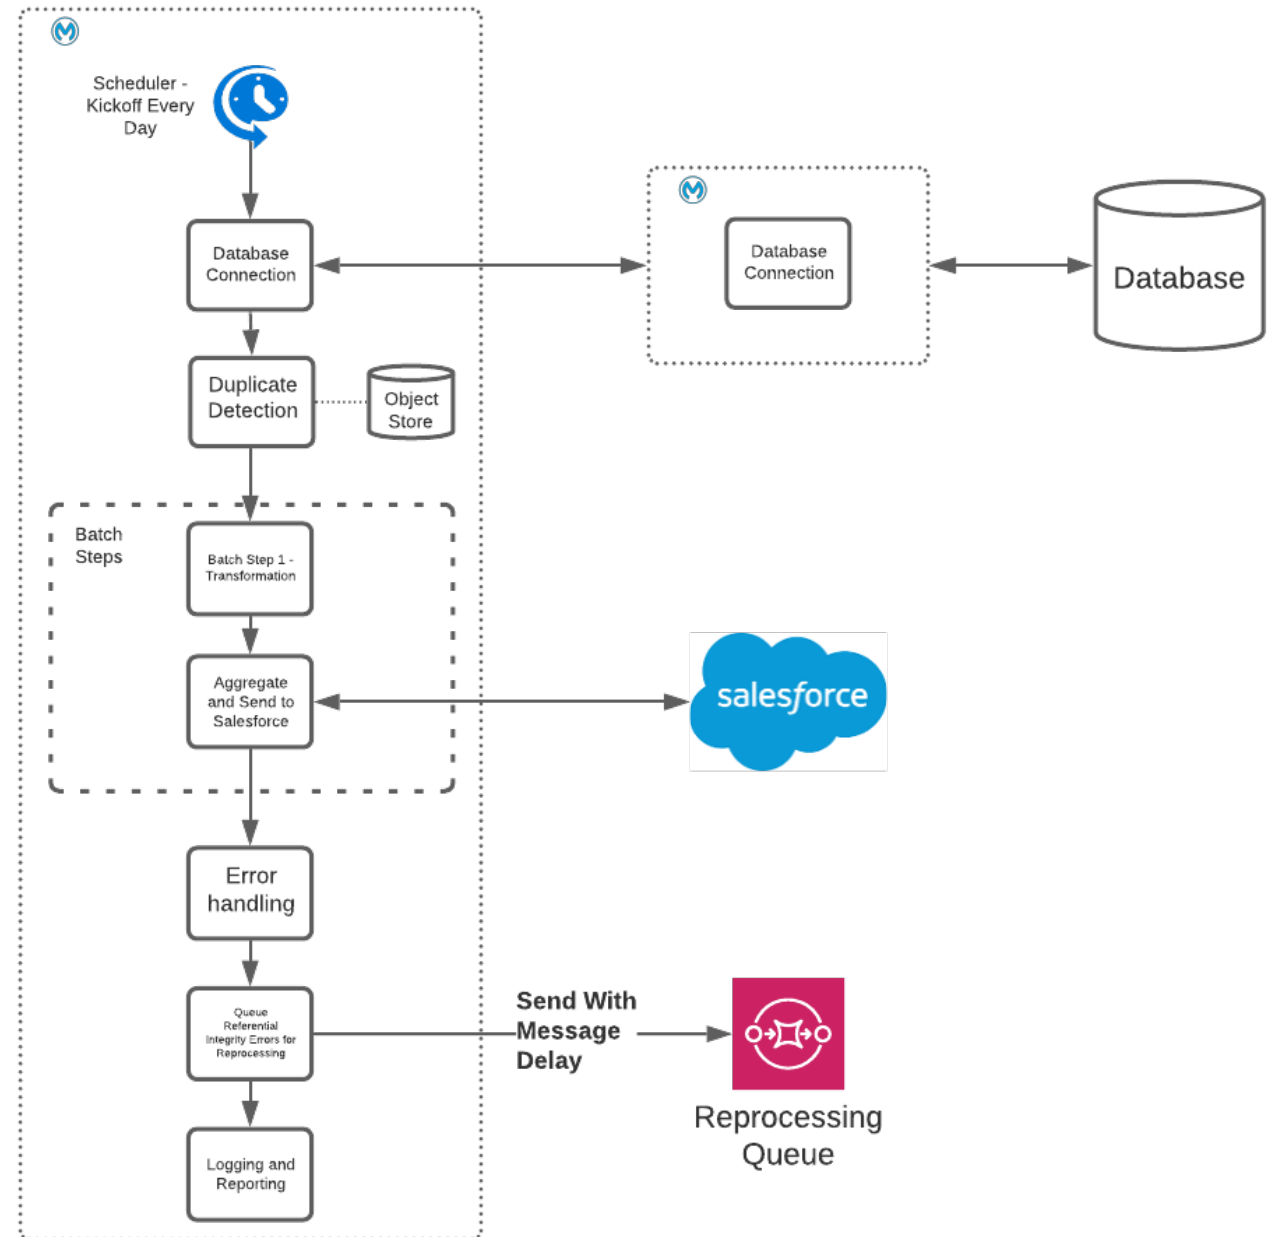 Scheduler -
Kickoff Every
Day
Database
Connection
Database
Connection
Database
Duplicate
Detection
Object
Store
Batch
Steps
Batch Step 1 -
Transformation
Aggregate
and Send to
Salesforce
salesforce
Error
handling
Queue
Referential
Integrity Errors for
Reprocessing
Send With
Message
Delay
Reprocessing
Queue
Logging and
Reporting